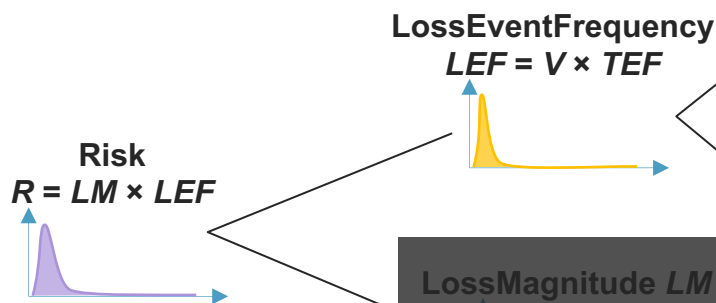 LossEventFrequency
LEF = V × TEF
Risk
R = LM × LEF
LossMagnitude LM